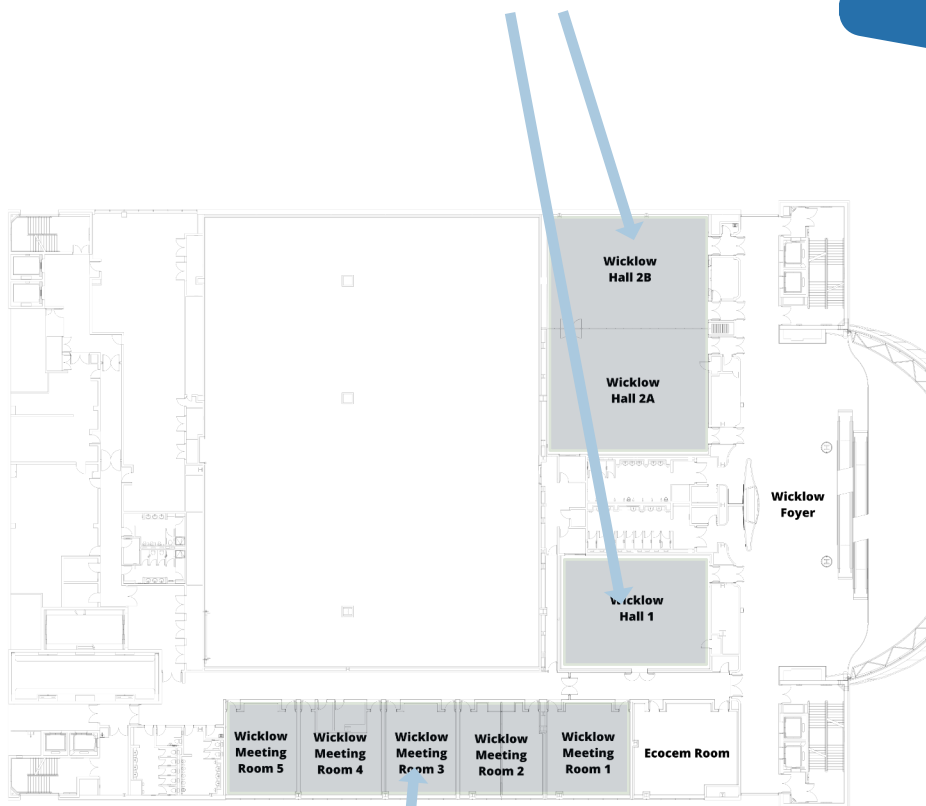 Wicklow
Hall 2B
Wicklow
Hall 2A
Wicklow
Foyer
Wicklow
Hall 1
Wicklow
Meeting
Room 5
Wicklow
Meeting
Room 4
Wicklow
Meeting
Room 3
Wicklow
Meeting
Room 2
Wicklow
Meeting
Room 1
Ecocem Room